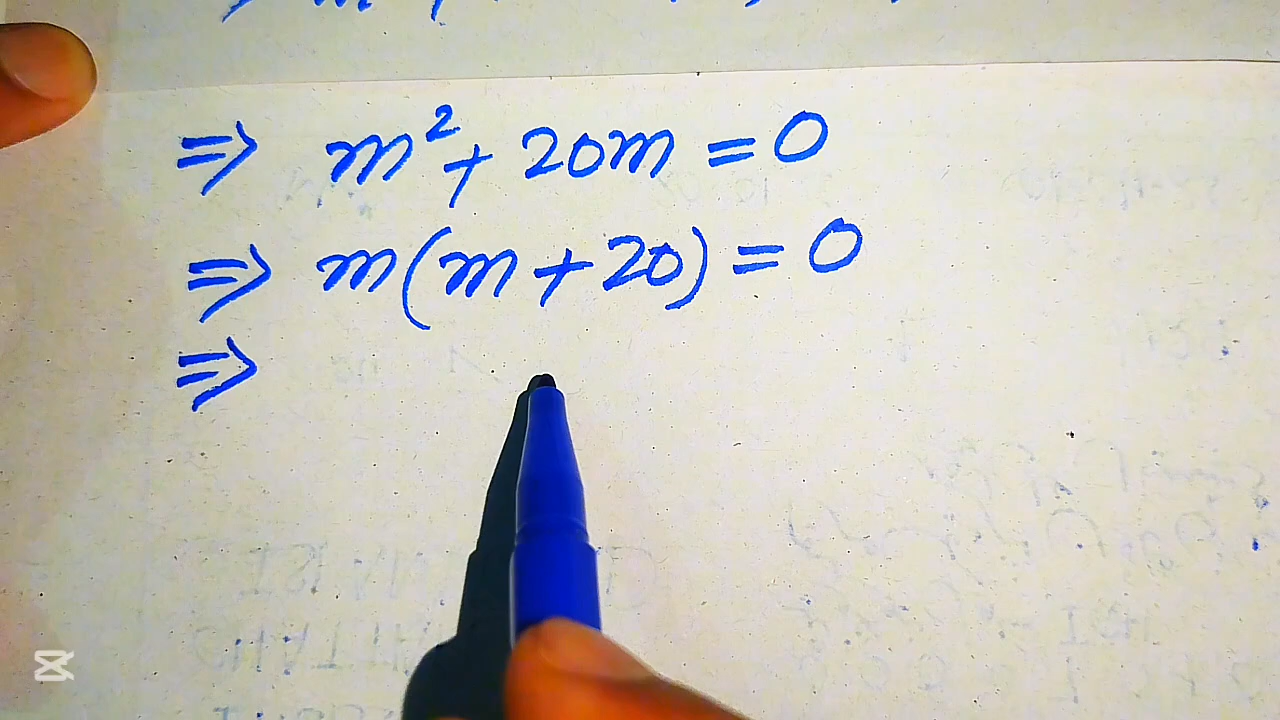 ⇒ m² + 20m = 0
⇒ m(m + 20) = 0
⇒